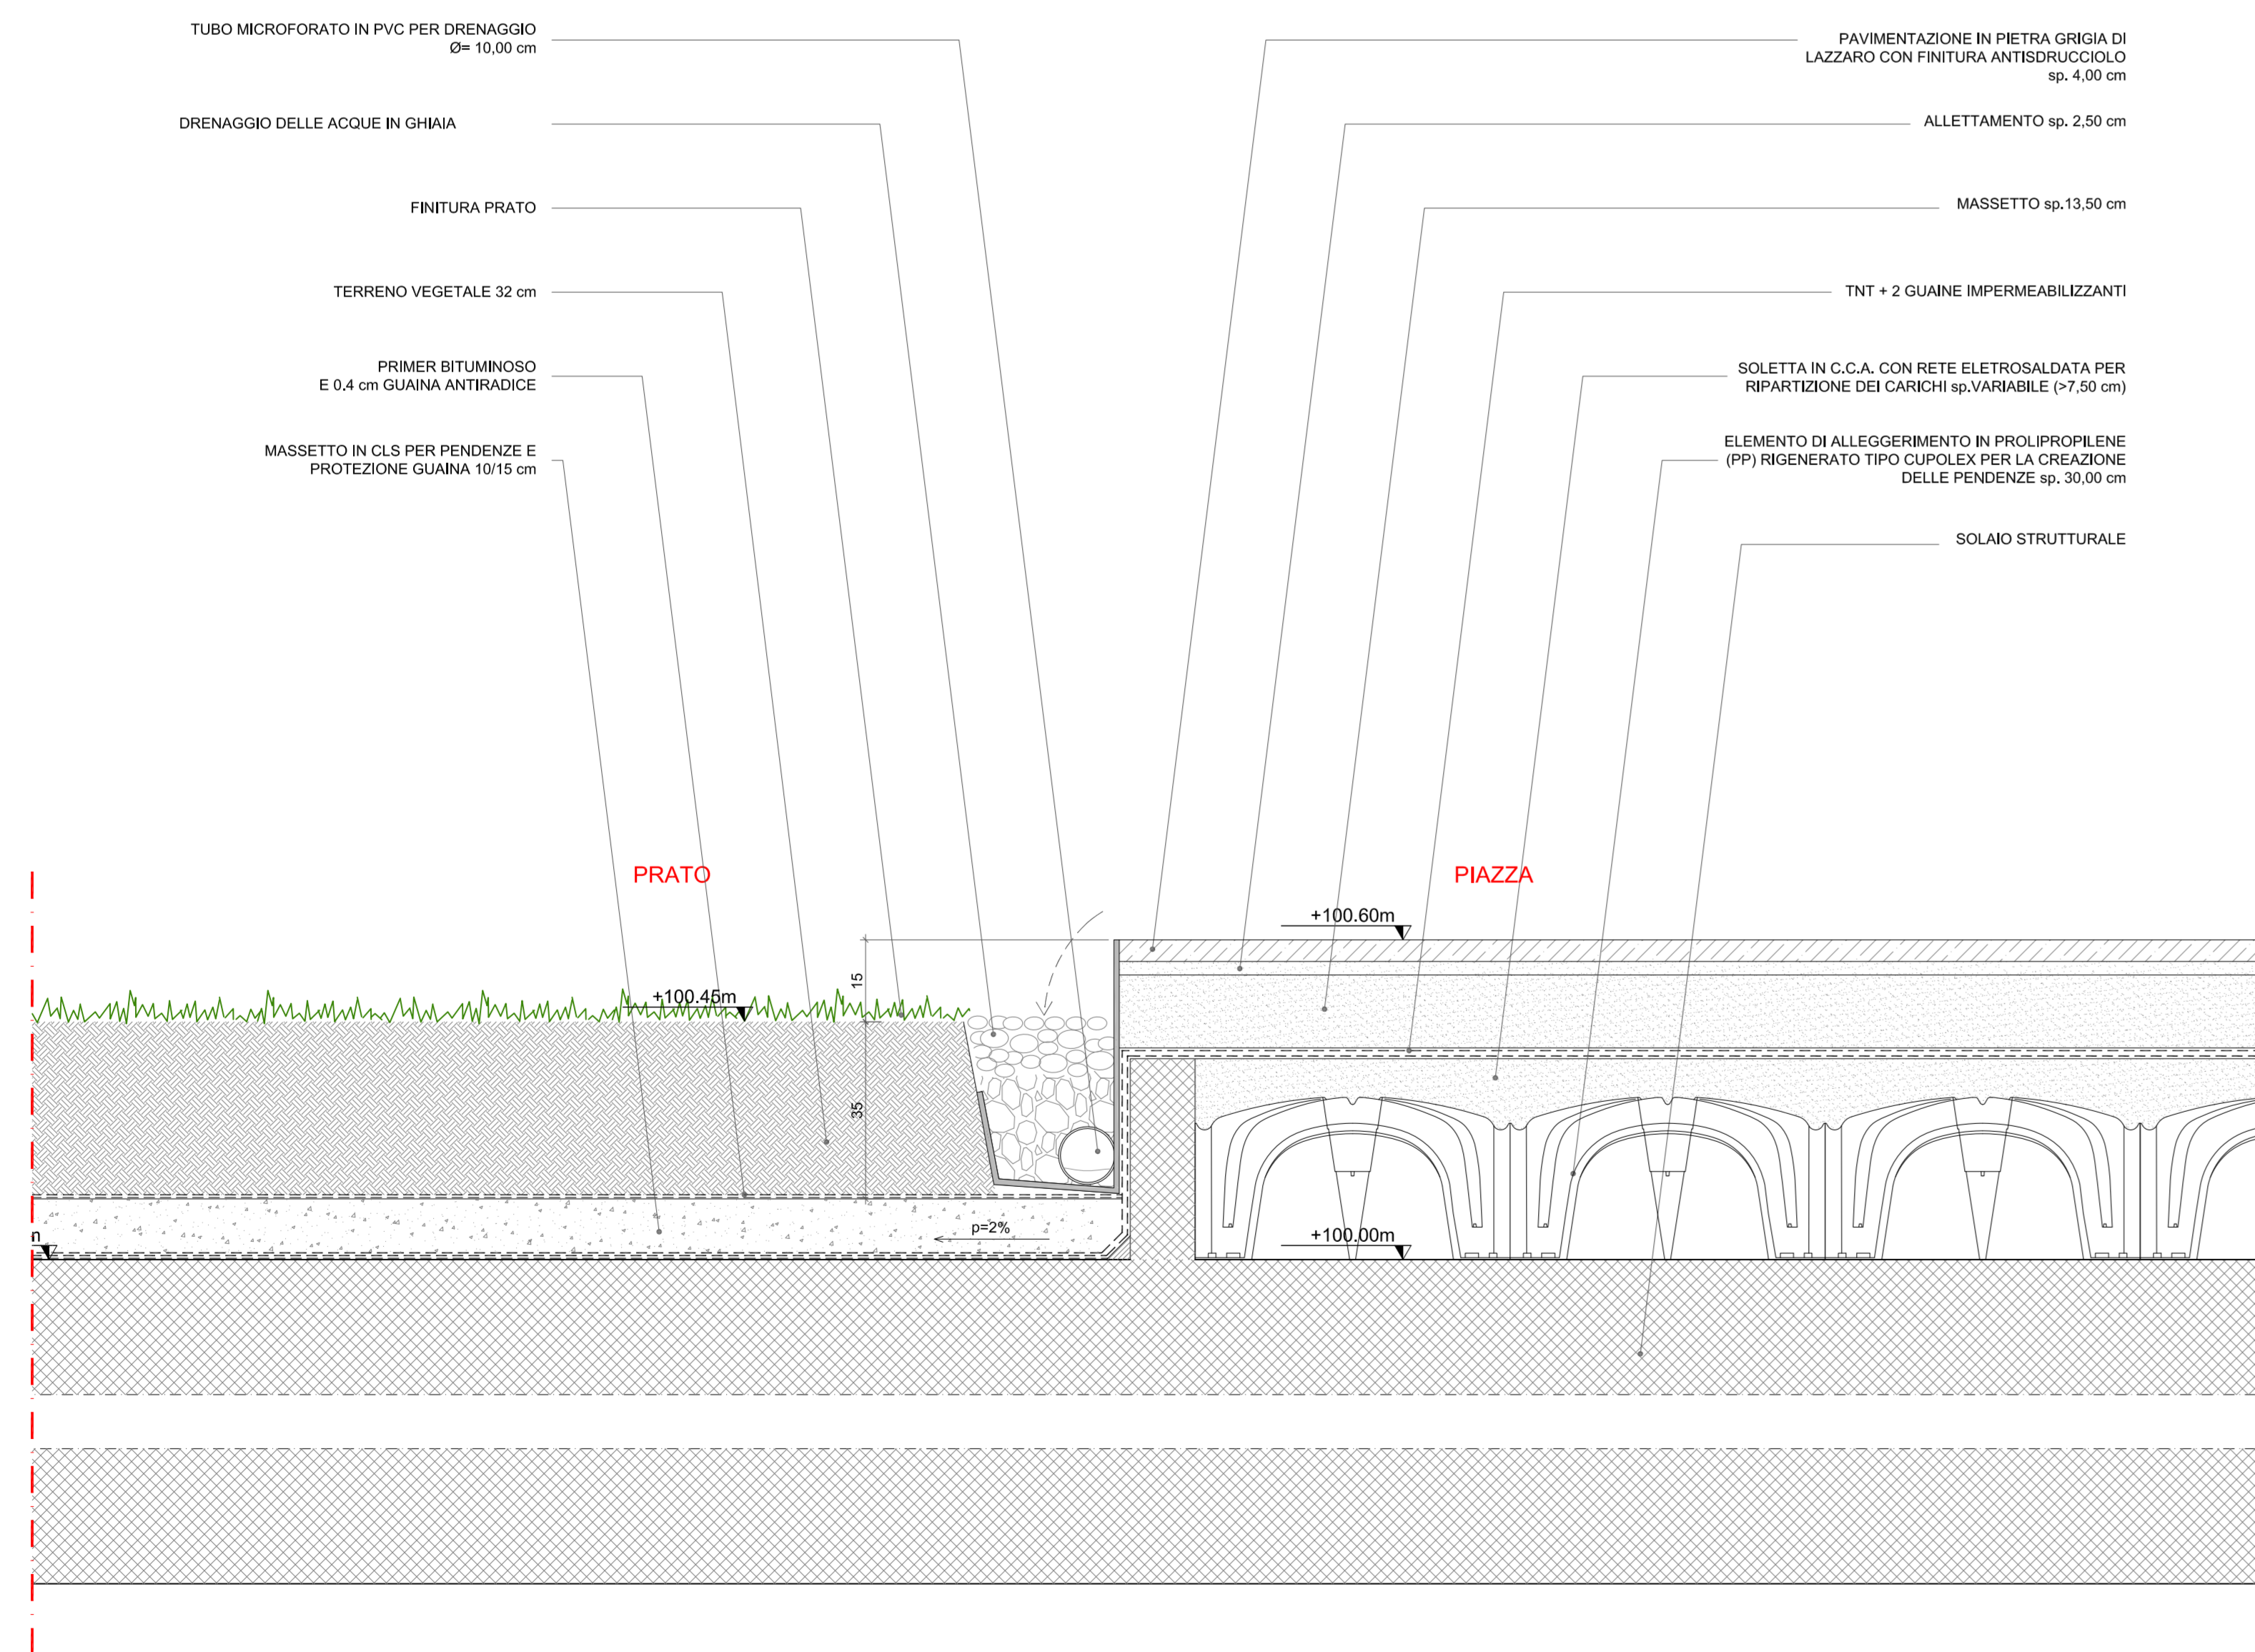 TUBO MICROFORATO IN PVC PER DRENAGGIO
Ø= 10,00 cm
DRENAGGIO DELLE ACQUE IN GHIAIA
FINITURA PRATO
TERRENO VEGETALE 32 cm
PRIMER BITUMINOSO
E 0.4 cm GUAINA ANTIRADICE
MASSETTO IN CLS PER PENDENZE E
PROTEZIONE GUAINA 10/15 cm
PAVIMENTAZIONE IN PIETRA GRIGIA DI
LAZZARO CON FINITURA ANTISDRUCCIOLO
sp. 4,00 cm
ALLETTAMENTO sp. 2,50 cm
MASSETTO sp.13,50 cm
TNT + 2 GUAINE IMPERMEABILIZZANTI
SOLETTA IN C.C.A. CON RETE ELETROSALDATA PER
RIPARTIZIONE DEI CARICHI sp.VARIABILE (>7,50 cm)
ELEMENTO DI ALLEGGERIMENTO IN PROLIPROPILENE
(PP) RIGENERATO TIPO CUPOLEX PER LA CREAZIONE
DELLE PENDENZE sp. 30,00 cm
SOLAIO STRUTTURALE
PRATO
PIAZZA
+100.60m
15
+100.45m
35
p=2%
+100.00m